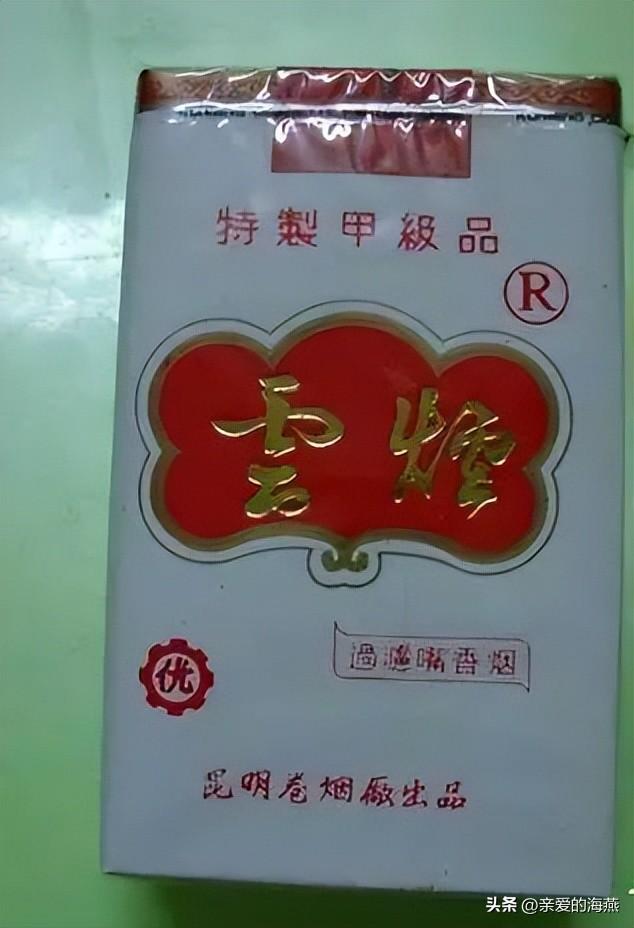 特製甲級品
R
雲煙
优
過濾嘴香烟
昆明卷烟廠出品
头条 @亲爱的海燕